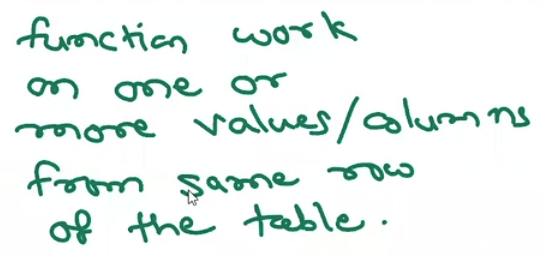 function work
on one or
more values/columns
from same row
of the table.